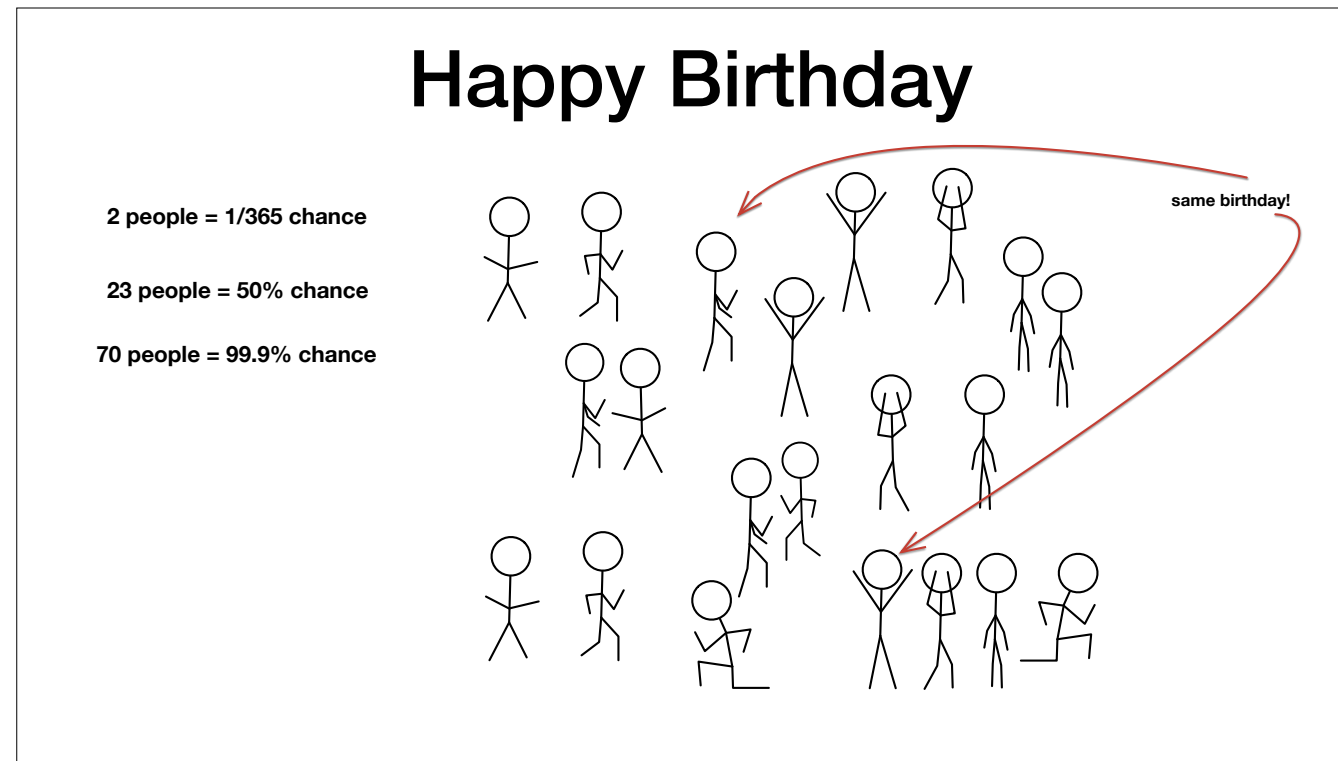 Happy Birthday
2 people = 1/365 chance
23 people = 50% chance
70 people = 99.9% chance
same birthday!